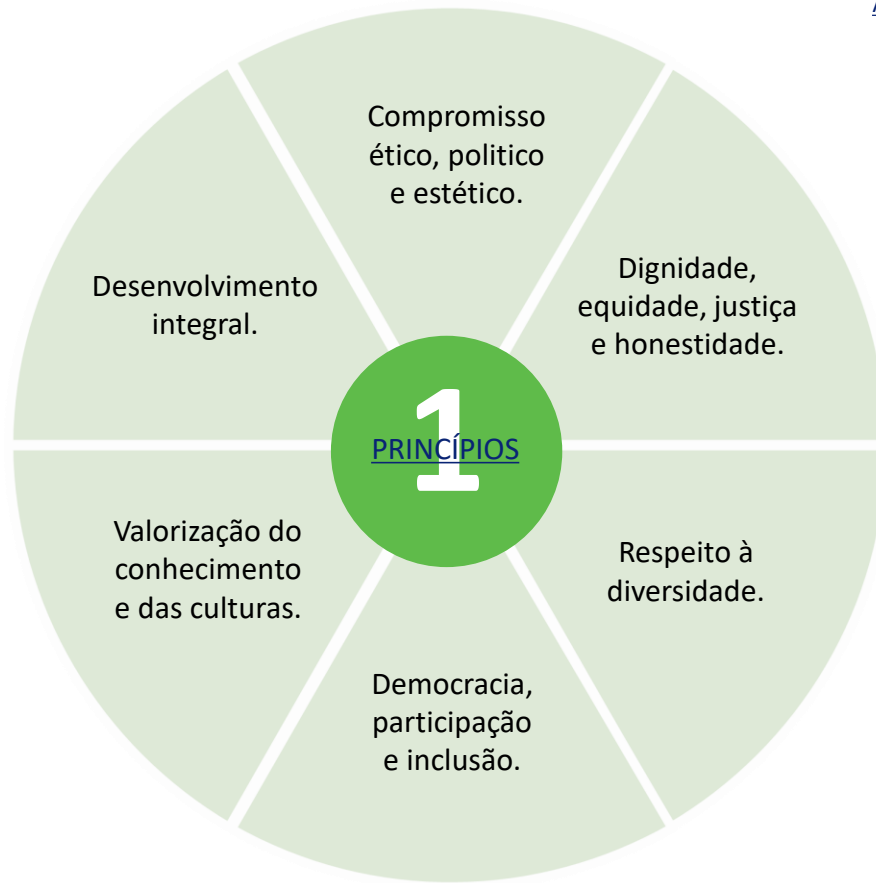 Compromisso
ético, politico
e estético.
Dignidade,
equidade, justiça
e honestidade.
Respeito à
diversidade.
Democracia,
participação
e inclusão.
Valorização do
conhecimento
e das culturas.
Desenvolvimento
integral.
1
PRINCÍPIOS